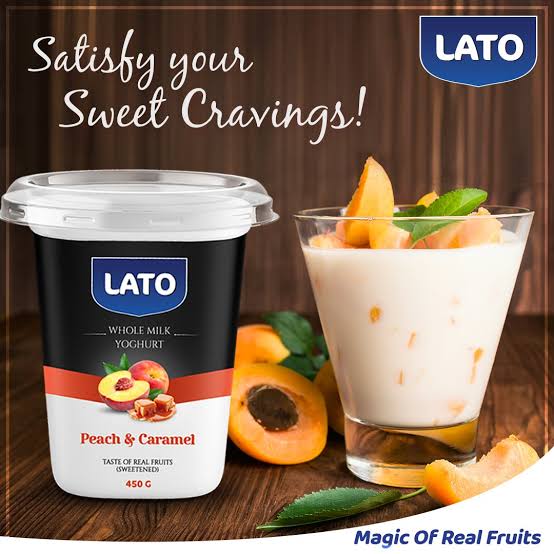 Satisfy your
Sweet Cravings!
LATO
LATO
WHOLE MILK
YOGHURT
Peach & Caramel
TASTE OF REAL FRUITS
(SWEETENED)
450 G
Magic Of Real Fruits